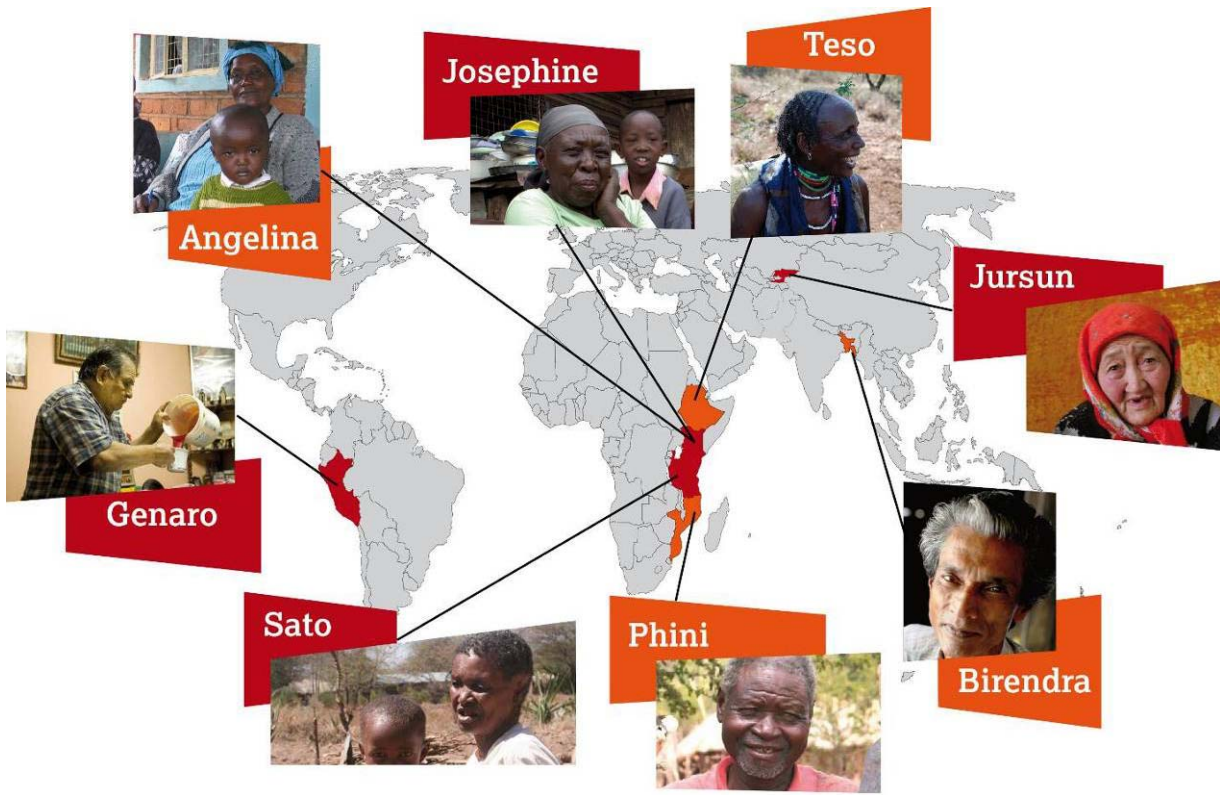 Teso
Josephine
Angelina
Jursun
Genaro
Sato
Phini
Birendra